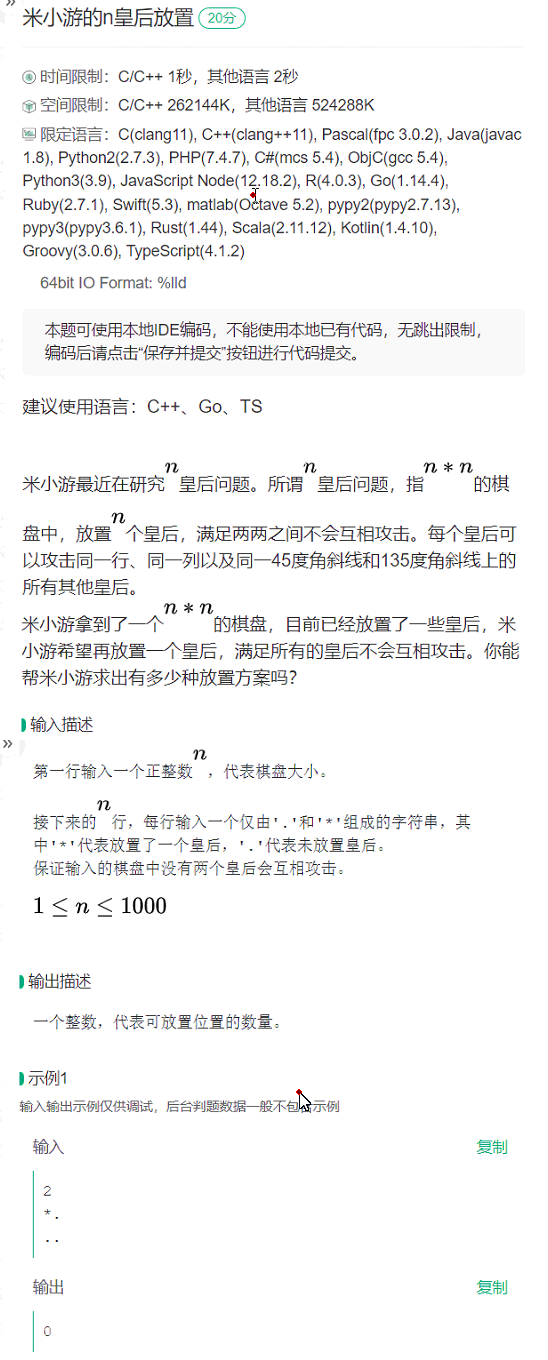 »
米小游的n皇后放置 20分
时间限制：C/C++ 1秒，其他语言 2秒
空间限制：C/C++ 262144K，其他语言 524288K
限定语言：C(clang11), C++(clang++11), Pascal(fpc 3.0.2), Java(javac
1.8), Python2(2.7.3), PHP(7.4.7), C#(mcs 5.4), ObjC(gcc 5.4),
Python3(3.9), JavaScript Node(12.18.2), R(4.0.3), Go(1.14.4),
Ruby(2.7.1), Swift(5.3), matlab(Octave 5.2), pypy2(pypy2.7.13),
pypy3(pypy3.6.1), Rust(1.44), Scala(2.11.12), Kotlin(1.4.10),
Groovy(3.0.6), TypeScript(4.1.2)
64bit IO Format: %lld
本题可使用本地IDE编码，不能使用本地已有代码，无跳出限制，
编码后请点击“保存并提交”按钮进行代码提交。
建议使用语言：C++、Go、TS
米小游最近在研究n皇后问题。所谓n皇后问题，指n * n的棋
盘中，放置n个皇后，满足两两之间不会互相攻击。每个皇后可
以攻击同一行、同一列以及同一45度角斜线和135度角斜线上的
所有其他皇后。
米小游拿到了一个n * n的棋盘，目前已经放置了一些皇后，米
小游希望再放置一个皇后，满足所有的皇后不会互相攻击。你能
帮米小游求出有多少种放置方案吗？
输入描述
»
第一行输入一个正整数n，代表棋盘大小。
接下来的n行，每行输入一个仅由'.'和'*'组成的字符串，其
中'*'代表放置了一个皇后，'.'代表未放置皇后。
保证输入的棋盘中没有两个皇后会互相攻击。
1 ≤ n ≤ 1000
输出描述
一个整数，代表可放置位置的数量。
示例1
输入输出示例仅供调试，后台判题数据一般不包含示例
输入 复制
2
*.
..
输出 复制
0